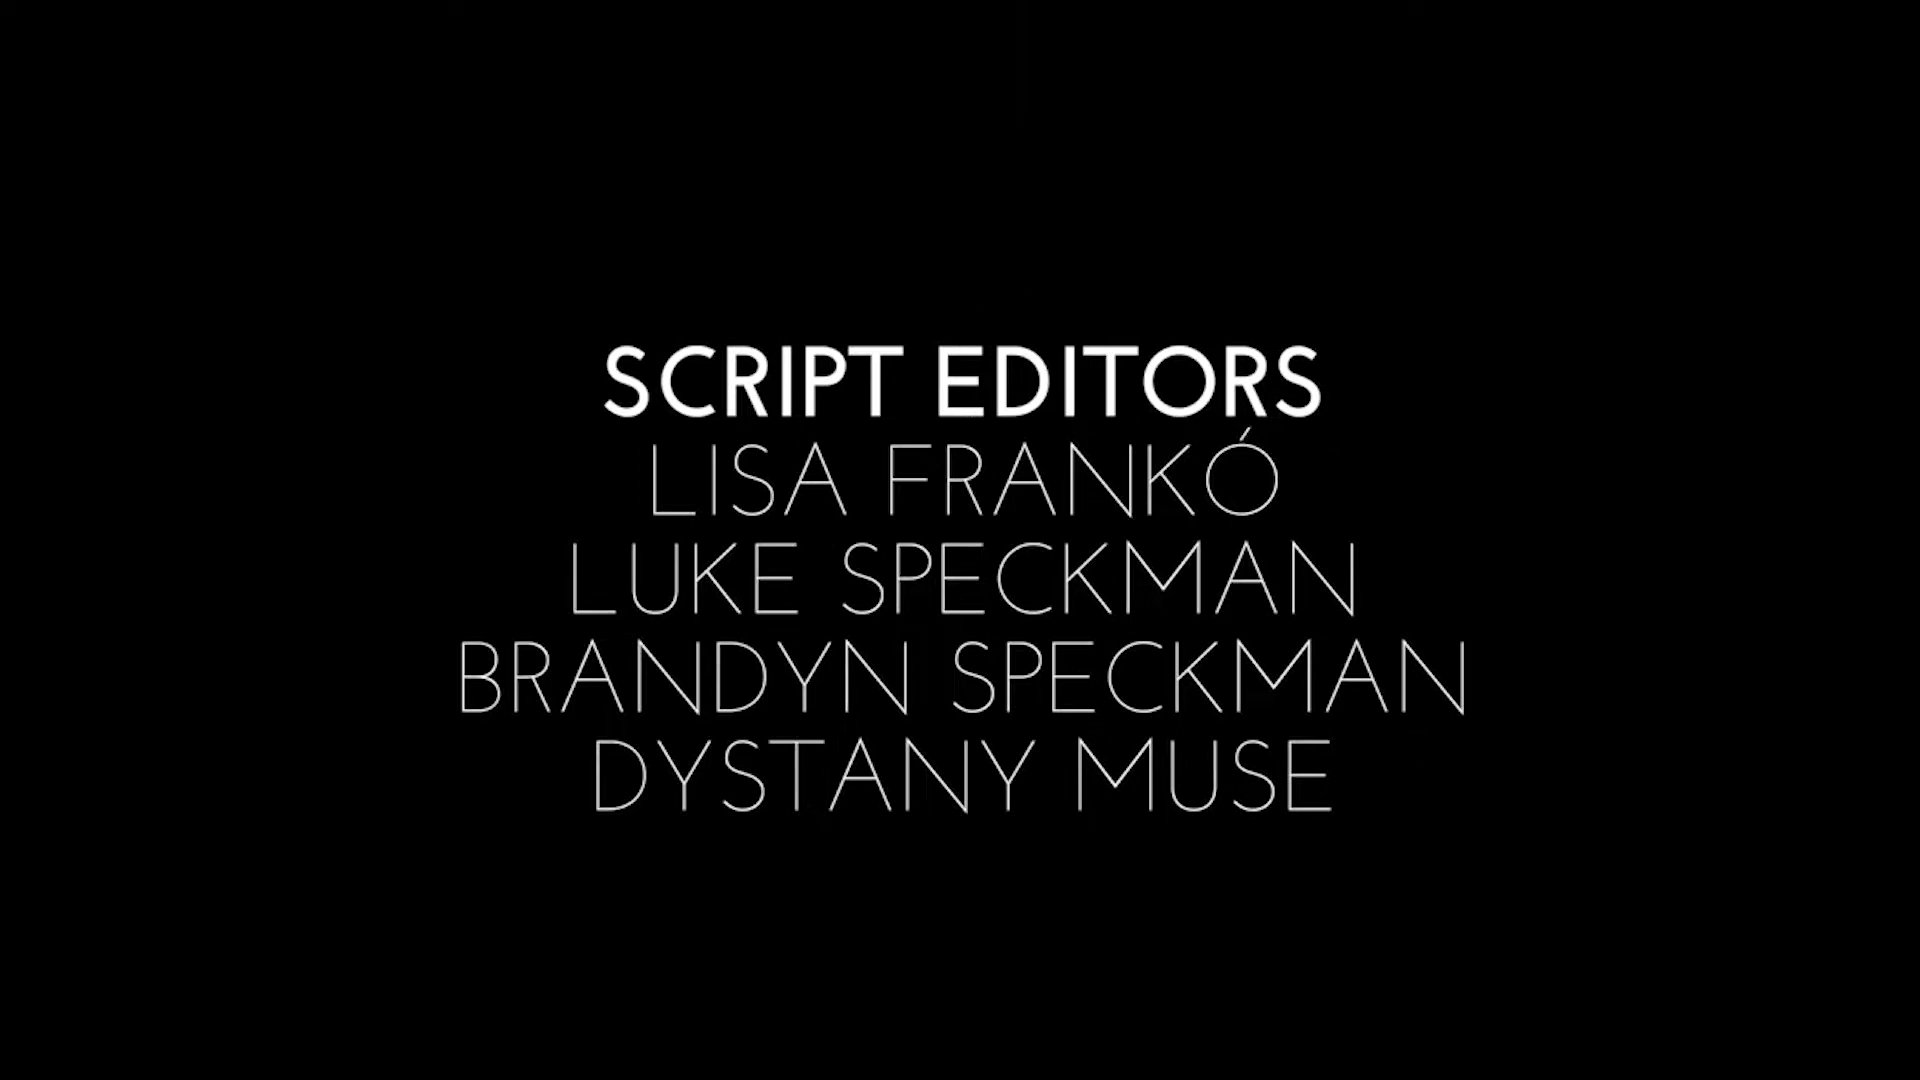 SCRIPT EDITORS
LISA FRANKÓ
LUKE SPECKMAN
BRANDYN SPECKMAN
DYSTANY MUSE